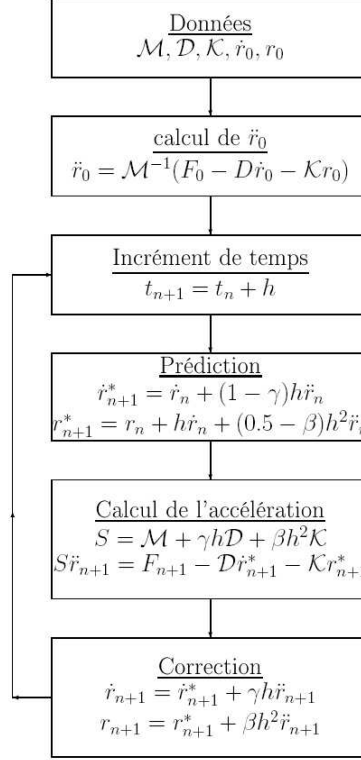 Données
ℳ, 𝒟, 𝒦, ṙ₀, r₀
calcul de r̈₀
r̈₀ = ℳ⁻¹(F₀ − Dṙ₀ − 𝒦r₀)
Incrément de temps
tₙ₊₁ = tₙ + h
Prédiction
ṙ*ₙ₊₁ = ṙₙ + (1 − γ)hr̈ₙ
r*ₙ₊₁ = rₙ + hṙₙ + (0.5 − β)h²r̈ₙ
Calcul de l'accélération
S = ℳ + γh𝒟 + βh²𝒦
Sr̈ₙ₊₁ = Fₙ₊₁ − 𝒟ṙ*ₙ₊₁ − 𝒦r*ₙ₊₁
Correction
ṙₙ₊₁ = ṙ*ₙ₊₁ + γhr̈ₙ₊₁
rₙ₊₁ = r*ₙ₊₁ + βh²r̈ₙ₊₁